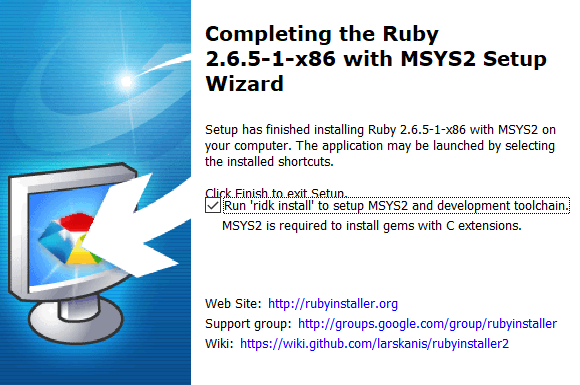 Completing the Ruby
2.6.5-1-x86 with MSYS2 Setup
Wizard
Setup has finished installing Ruby 2.6.5-1-x86 with MSYS2 on
your computer. The application may be launched by selecting
the installed shortcuts.
Click Finish to exit Setup.
Run 'ridk install' to setup MSYS2 and development toolchain.
MSYS2 is required to install gems with C extensions.
Web Site: http://rubyinstaller.org
Support group: http://groups.google.com/group/rubyinstaller
Wiki: https://wiki.github.com/larskanis/rubyinstaller2